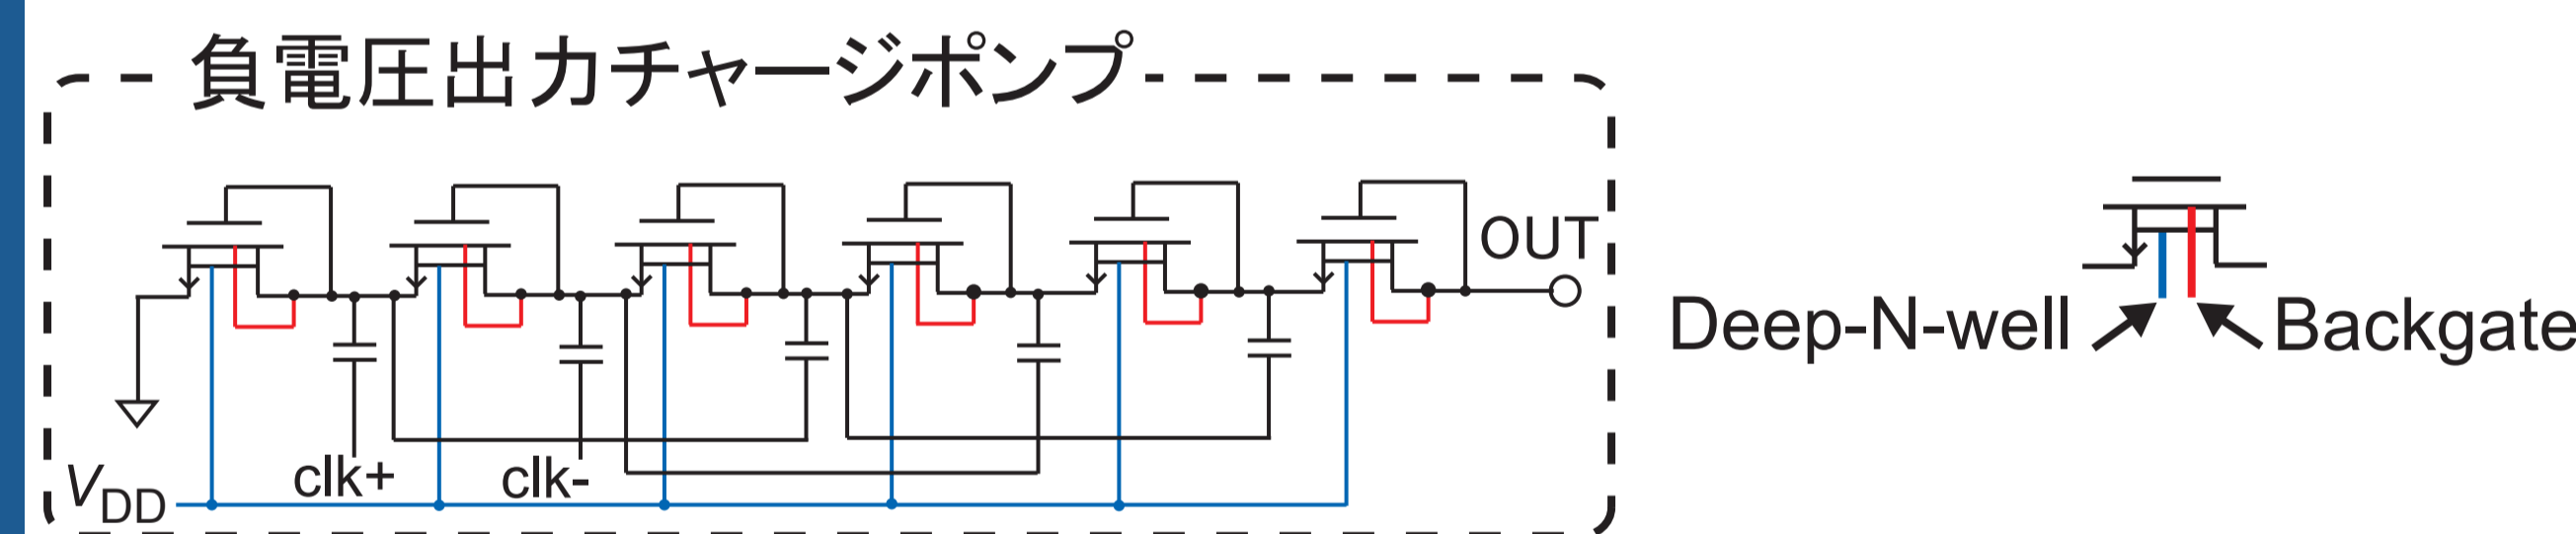 負電圧出力チャージポンプ
OUT
Deep-N-well
Backgate
clk+
clk-
VDD